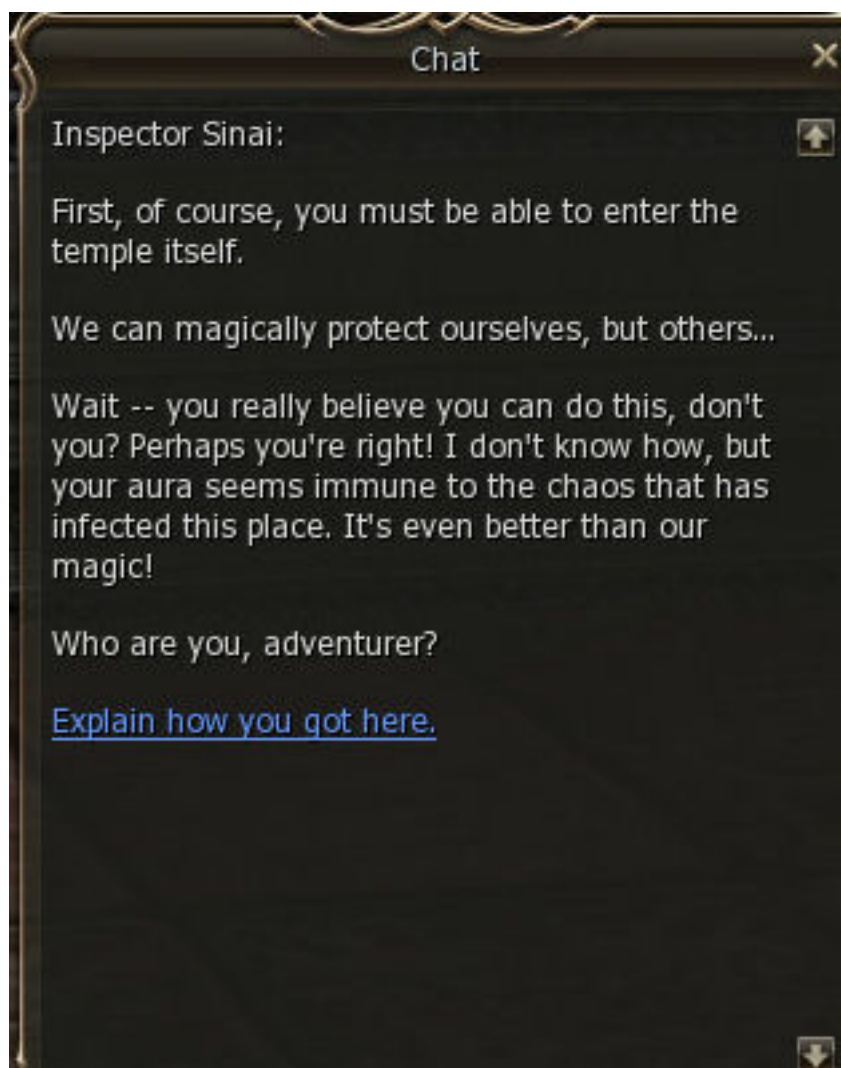 Chat
Inspector Sinai:
First, of course, you must be able to enter the
temple itself.
We can magically protect ourselves, but others...
Wait -- you really believe you can do this, don't
you? Perhaps you're right! I don't know how, but
your aura seems immune to the chaos that has
infected this place. It's even better than our
magic!
Who are you, adventurer?
Explain how you got here.